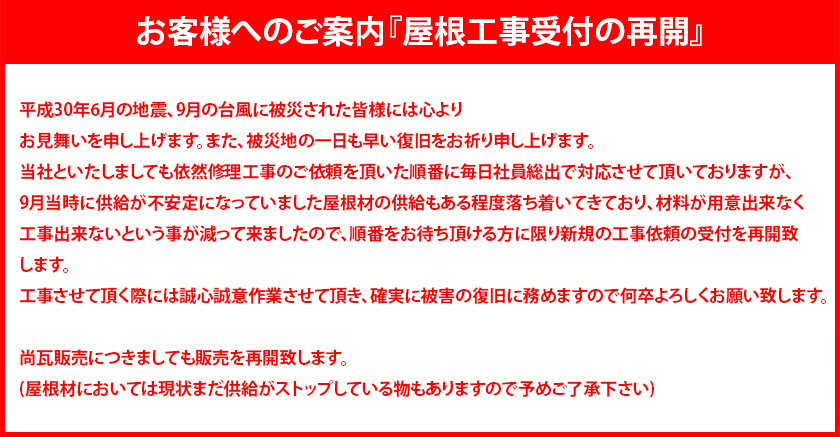 お客様へのご案内『屋根工事受付の再開』
平成30年6月の地震、9月の台風に被災された皆様には心より
お見舞いを申し上げます。また、被災地の一日も早い復旧をお祈り申し上げます。
当社といたしましても依然修理工事のご依頼を頂いた順番に毎日社員総出で対応させて頂いておりますが、
9月当時に供給が不安定になっていました屋根材の供給もある程度落ち着いてきており、材料が用意出来なく
工事出来ないという事が減って来ましたので、順番をお待ち頂ける方に限り新規の工事依頼の受付を再開致
します。
工事させて頂く際には誠心誠意作業させて頂き、確実に被害の復旧に務めますので何卒よろしくお願い致します。
尚瓦販売につきましても販売を再開致します。
(屋根材においては現状まだ供給がストップしている物もありますので予めご了承下さい)